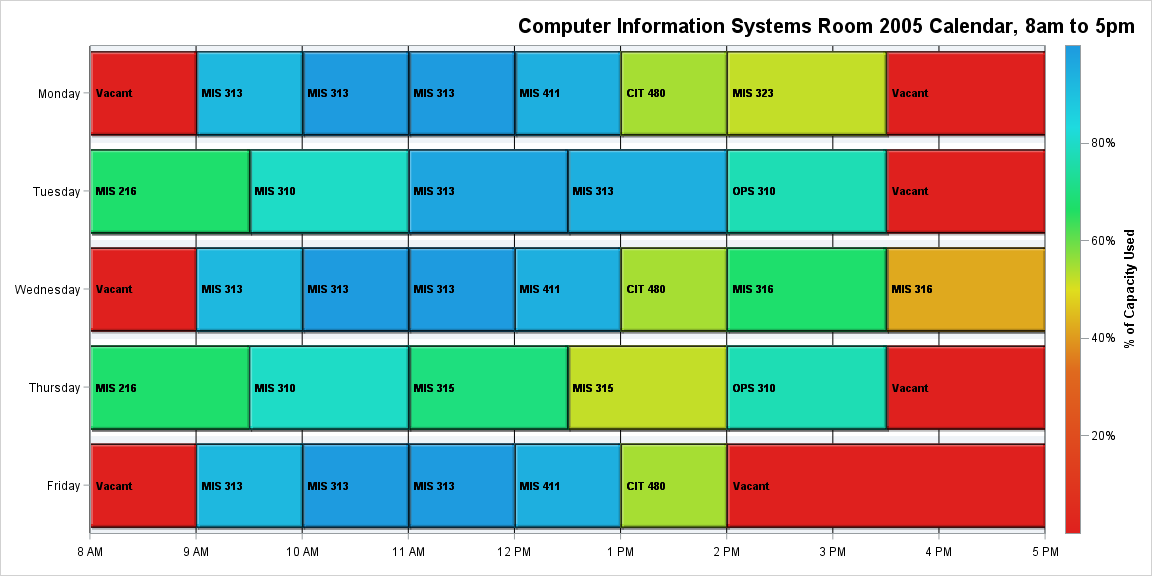 Computer Information Systems Room 2005 Calendar, 8am to 5pm
Monday
Vacant
MIS 313
MIS 313
MIS 313
MIS 411
CIT 480
MIS 323
Vacant
Tuesday
MIS 216
MIS 310
MIS 313
MIS 313
OPS 310
Vacant
Wednesday
Vacant
MIS 313
MIS 313
MIS 313
MIS 411
CIT 480
MIS 316
MIS 316
Thursday
MIS 216
MIS 310
MIS 315
MIS 315
OPS 310
Vacant
Friday
Vacant
MIS 313
MIS 313
MIS 313
MIS 411
CIT 480
Vacant
8 AM
9 AM
10 AM
11 AM
12 PM
1 PM
2 PM
3 PM
4 PM
5 PM
80%
60%
40%
20%
% of Capacity Used